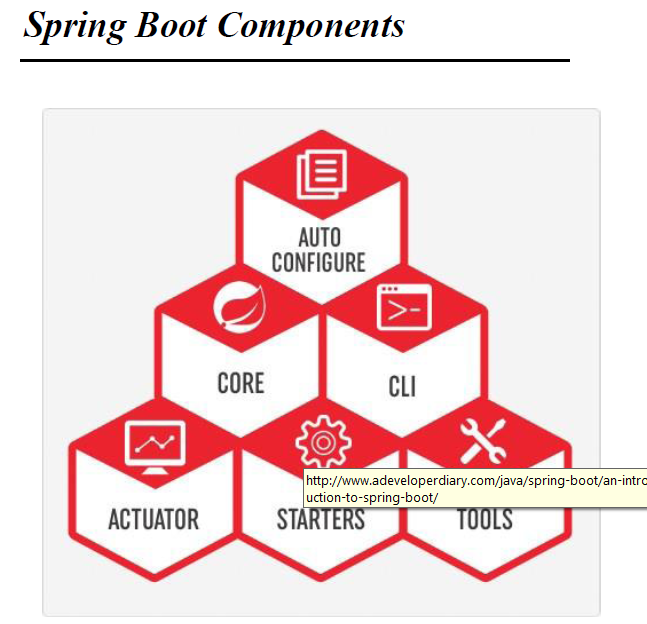 Spring Boot Components
AUTO
CONFIGURE
CORE
CLI
ACTUATOR
STARTERS
TOOLS
http://www.adeveloperdiary.com/java/spring-boot/an-intro
uction-to-spring-boot/